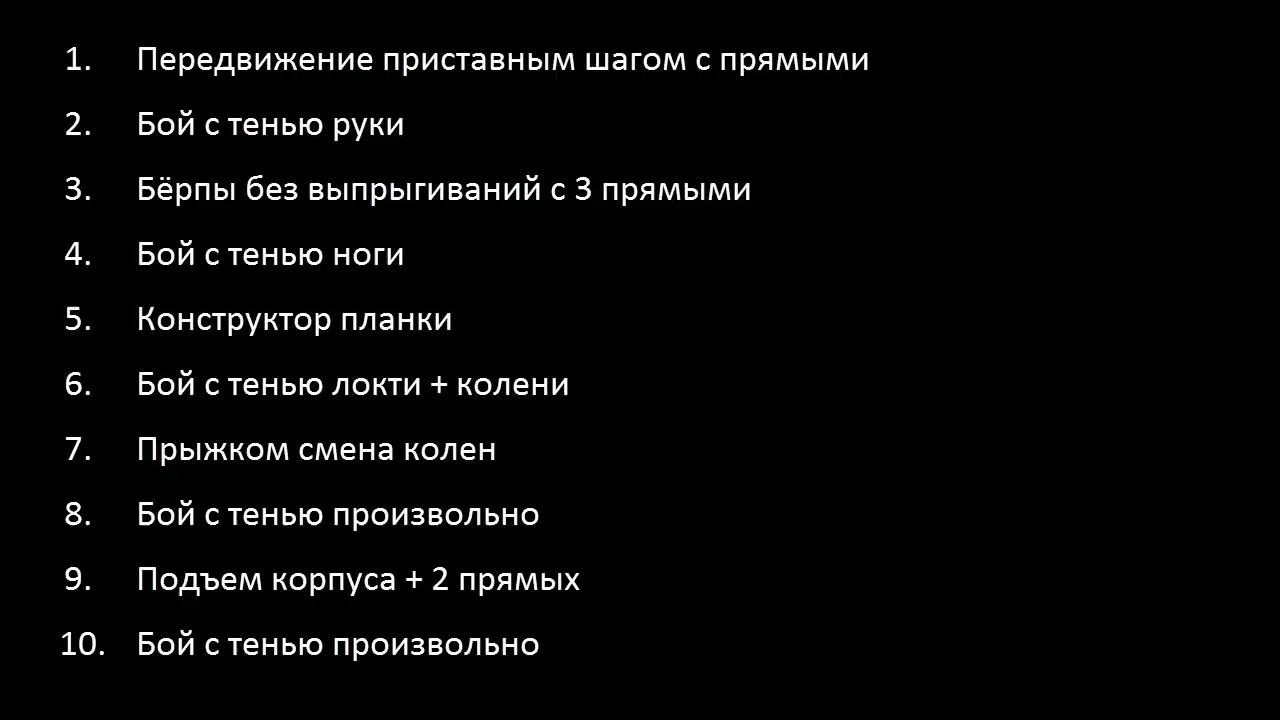 1. Передвижение приставным шагом с прямыми
2. Бой с тенью руки
3. Бёрпы без выпрыгиваний с 3 прямыми
4. Бой с тенью ноги
5. Конструктор планки
6. Бой с тенью локти + колени
7. Прыжком смена колен
8. Бой с тенью произвольно
9. Подъем корпуса + 2 прямых
10. Бой с тенью произвольно